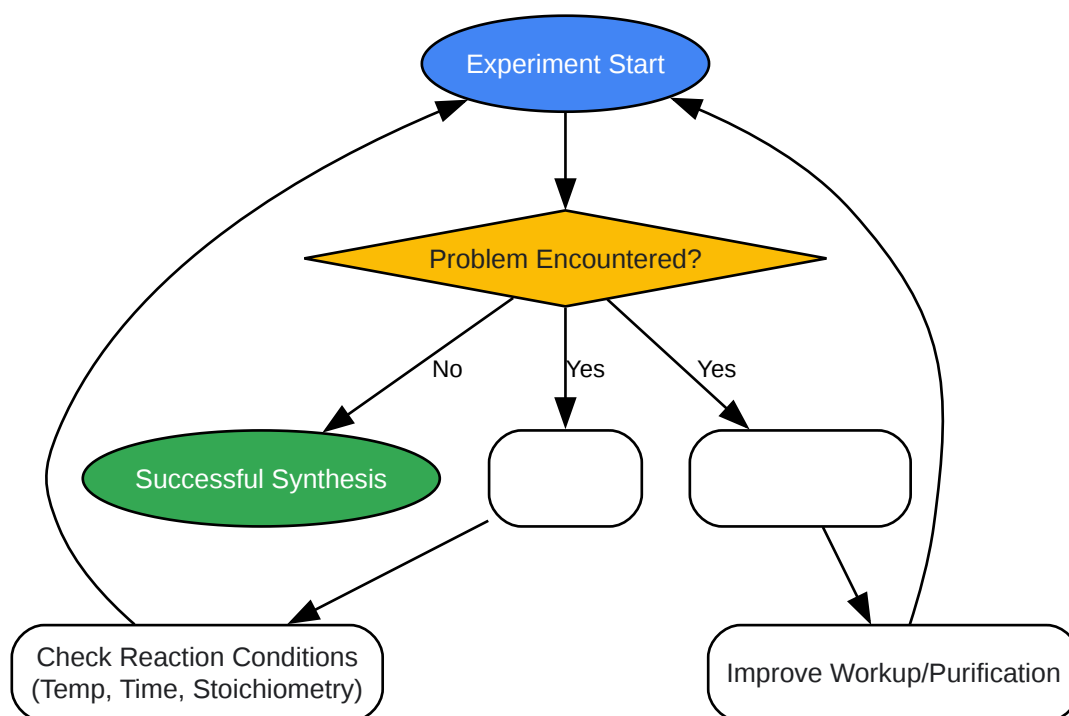 Experiment Start
Problem Encountered?
No
Yes
Yes
Successful Synthesis
Check Reaction Conditions
(Temp, Time, Stoichiometry)
Improve Workup/Purification